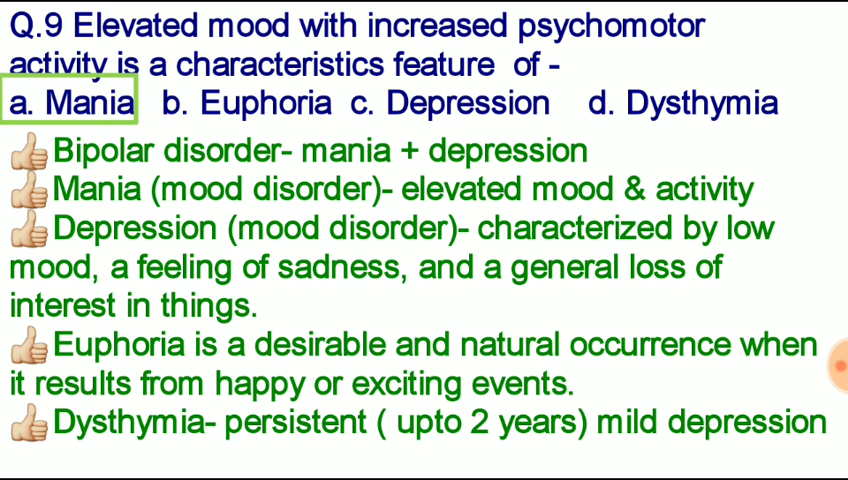 Q.9 Elevated mood with increased psychomotor
activity is a characteristics feature of -
a. Mania b. Euphoria c. Depression d. Dysthymia
👍Bipolar disorder- mania + depression
👍Mania (mood disorder)- elevated mood & activity
👍Depression (mood disorder)- characterized by low
mood, a feeling of sadness, and a general loss of
interest in things.
👍Euphoria is a desirable and natural occurrence when
it results from happy or exciting events.
👍Dysthymia- persistent ( upto 2 years) mild depression